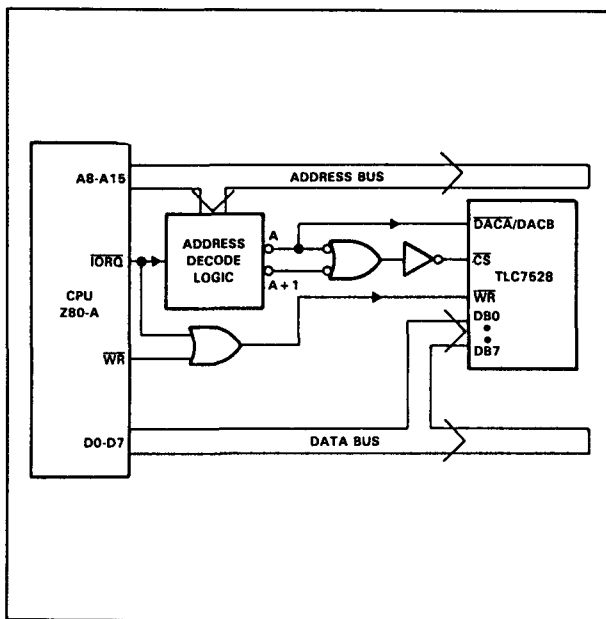 A8-A15
ADDRESS BUS
ADDRESS
DECODE
LOGIC
A
A + 1
IORQ
CPU
Z80-A
WR
D0-D7
DATA BUS
DACA/DACB
CS
WR
TLC7528
DB0
DB7